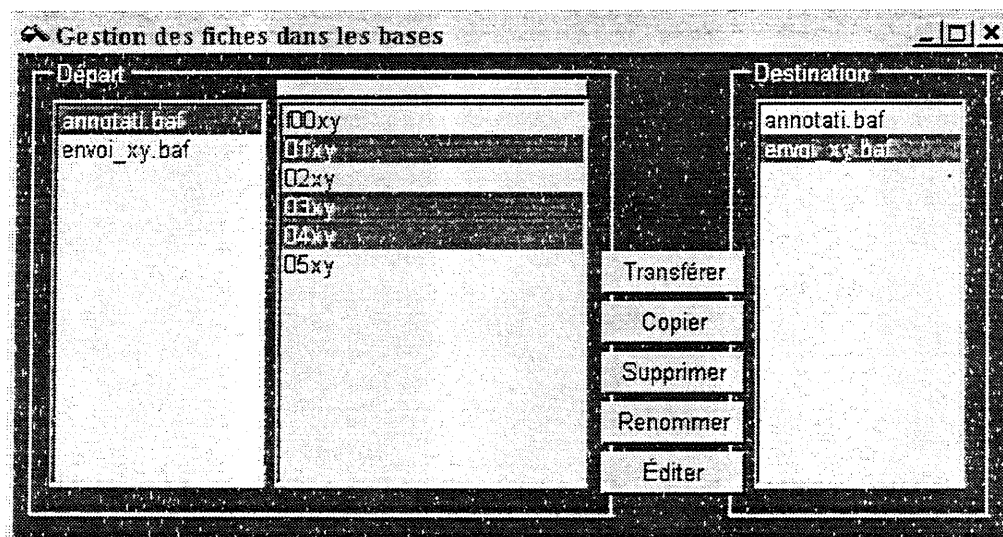 Gestion des fiches dans les bases
Départ
annotati.baf
envoi_xy.baf
f00xy
01xy
02xy
03xy
04xy
05xy
Transférer
Copier
Supprimer
Renommer
Éditer
Destination
annotati.baf
envoi_xy.baf